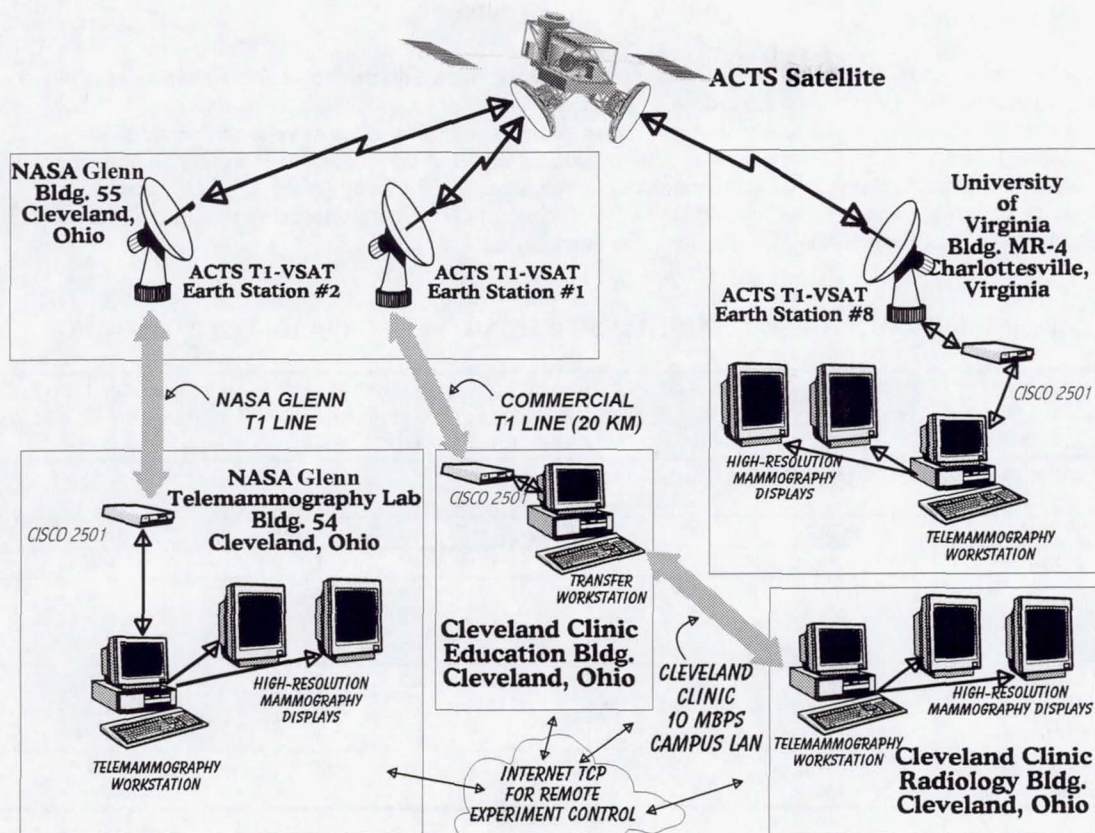 ACTS Satellite
NASA Glenn
Bldg. 55
Cleveland,
Ohio
ACTS T1-VSAT
Earth Station #2
ACTS T1-VSAT
Earth Station #1
University
of
Virginia
Bldg. MR-4
Charlottesville,
Virginia
ACTS T1-VSAT
Earth Station #8
CISCO 2501
NASA GLENN
T1 LINE
COMMERCIAL
T1 LINE (20 KM)
HIGH-RESOLUTION
MAMMOGRAPHY
DISPLAYS
TELEMAMMOGRAPHY
WORKSTATION
NASA Glenn
Telemammography Lab
Bldg. 54
Cleveland, Ohio
CISCO 2501
HIGH-RESOLUTION
MAMMOGRAPHY
DISPLAYS
TELEMAMMOGRAPHY
WORKSTATION
CISCO 2501
TRANSFER
WORKSTATION
Cleveland Clinic
Education Bldg.
Cleveland, Ohio
CLEVELAND
CLINIC
10 MBPS
CAMPUS LAN
HIGH-RESOLUTION
MAMMOGRAPHY DISPLAYS
TELEMAMMOGRAPHY
WORKSTATION
Cleveland Clinic
Radiology Bldg.
Cleveland, Ohio
INTERNET TCP
FOR REMOTE
EXPERIMENT CONTROL